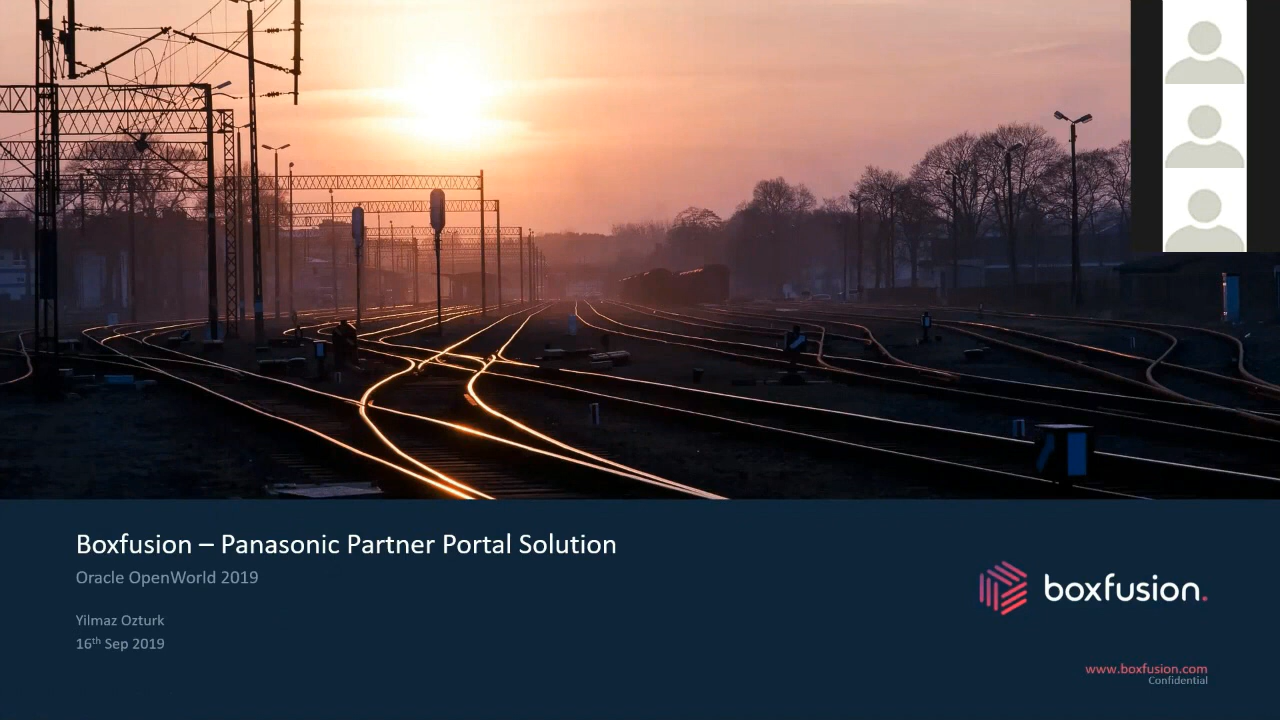 Boxfusion – Panasonic Partner Portal Solution
Oracle OpenWorld 2019
Yilmaz Ozturk
16th Sep 2019
boxfusion.
www.boxfusion.com
Confidential